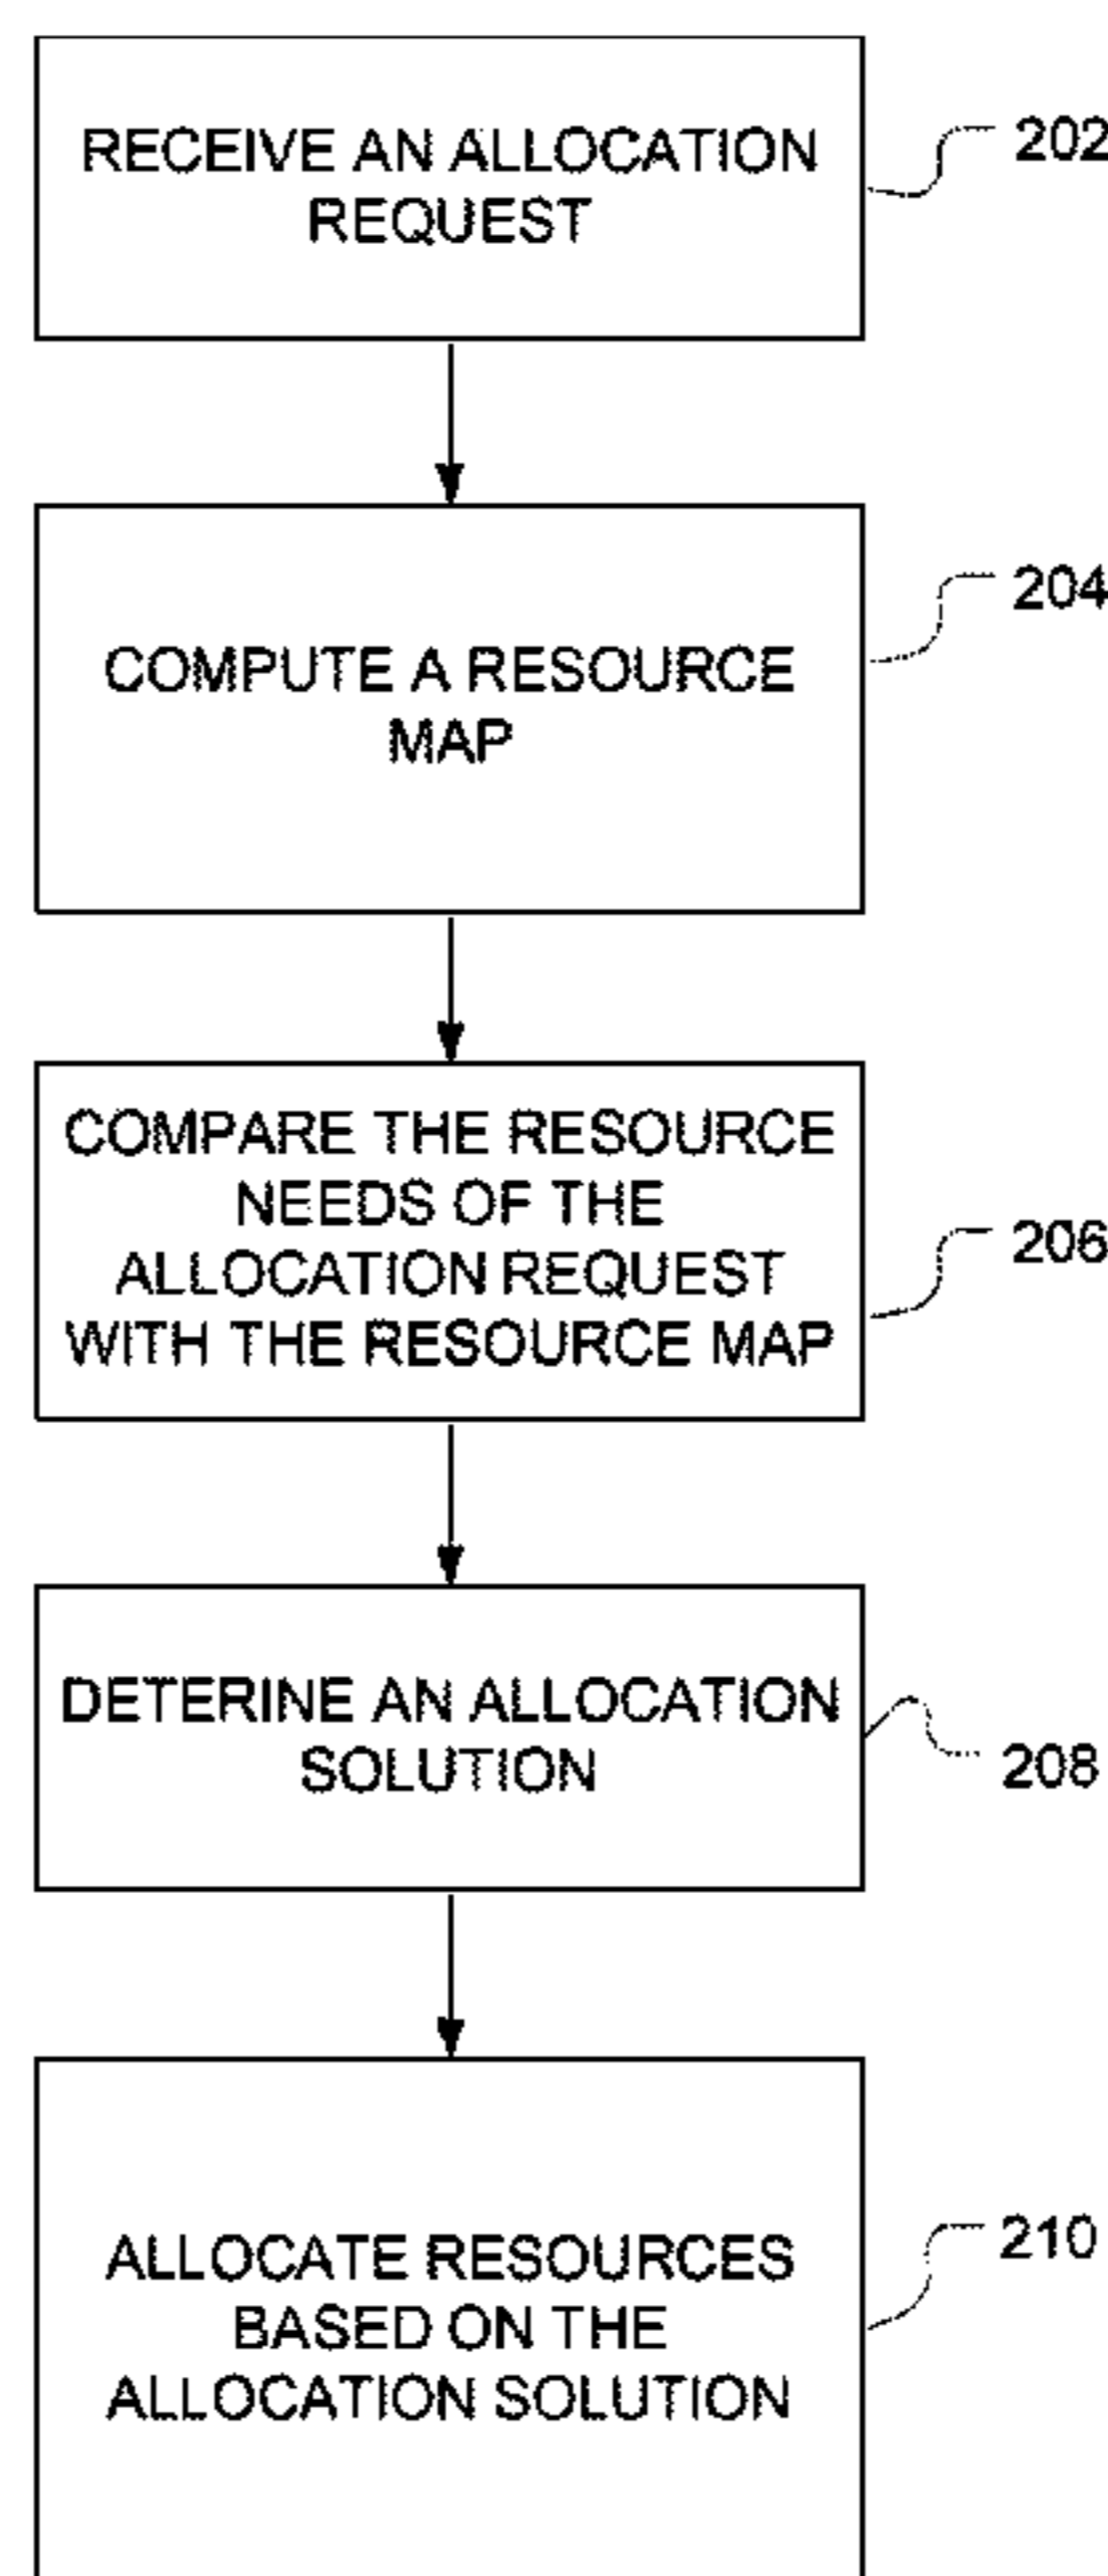 RECEIVE AN ALLOCATION
REQUEST
202
COMPUTE A RESOURCE
MAP
204
COMPARE THE RESOURCE
NEEDS OF THE
ALLOCATION REQUEST
WITH THE RESOURCE MAP
206
DETERINE AN ALLOCATION
SOLUTION
208
ALLOCATE RESOURCES
BASED ON THE
ALLOCATION SOLUTION
210